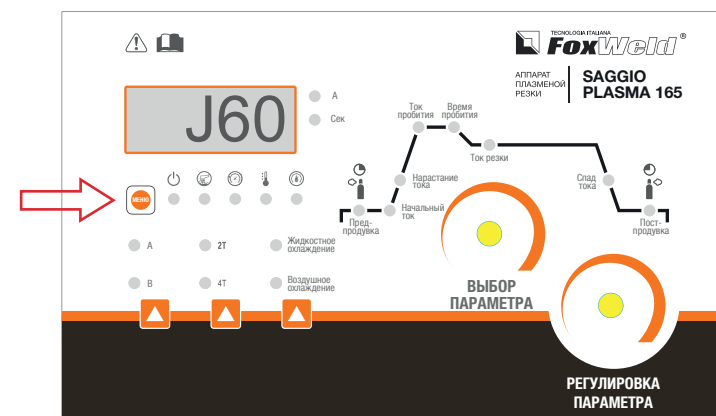 TECNOLOGIA ITALIANA
FoxWeld ®
АППАРАТ
ПЛАЗМЕНОЙ
РЕЗКИ
SAGGIO
PLASMA 165
J60
A
Сек
МЕНЮ
A
2T
Жидкостное
охлаждение
B
4T
Воздушное
охлаждение
Ток
пробития
Время
пробития
Ток резки
Нарастание
тока
Начальный
ток
Пред-
продувка
Спад
тока
Пост-
продувка
ВЫБОР
ПАРАМЕТРА
РЕГУЛИРОВКА
ПАРАМЕТРА